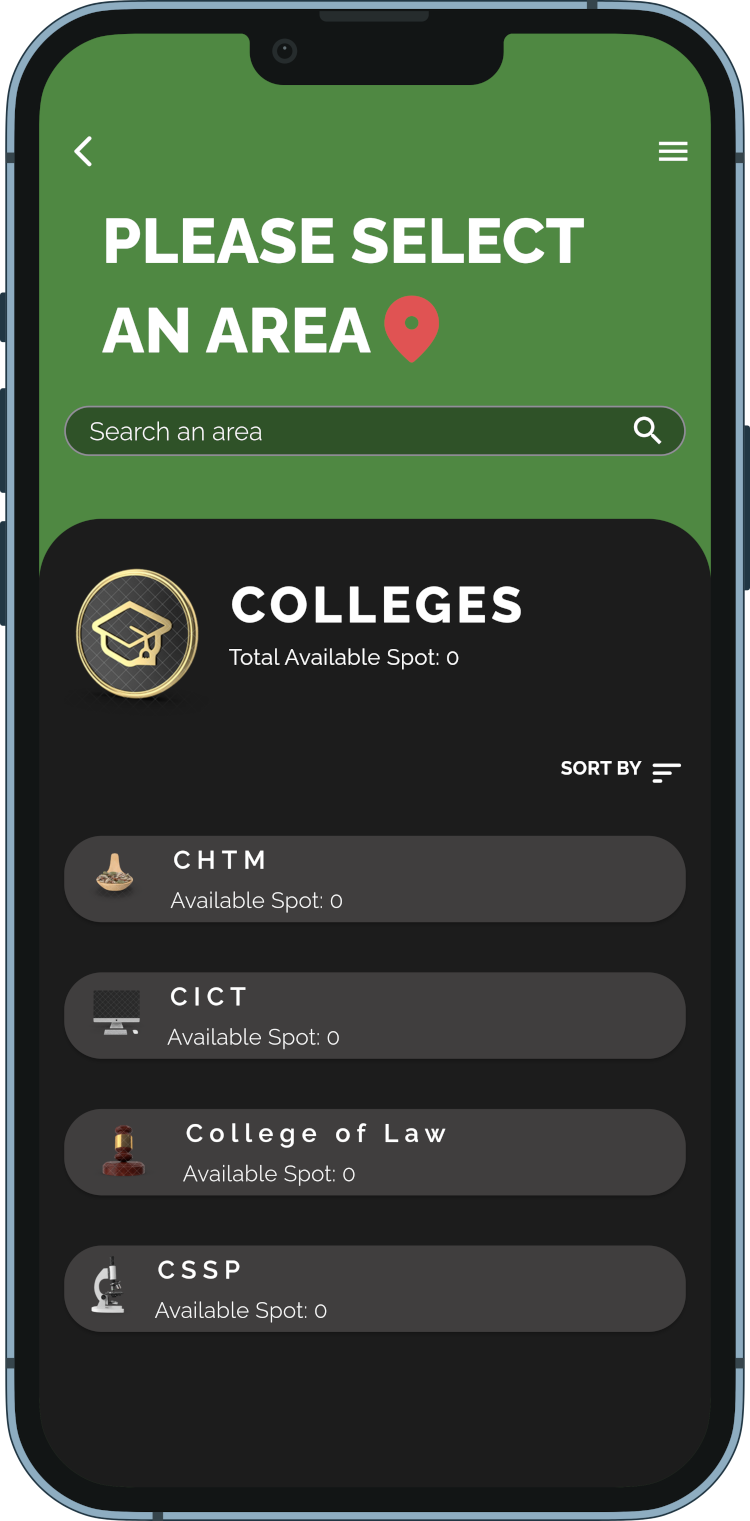 PLEASE SELECT
AN AREA
Search an area
COLLEGES
Total Available Spot: 0
SORT BY
CHTM
Available Spot: 0
CICT
Available Spot: 0
College of Law
Available Spot: 0
CSSP
Available Spot: 0